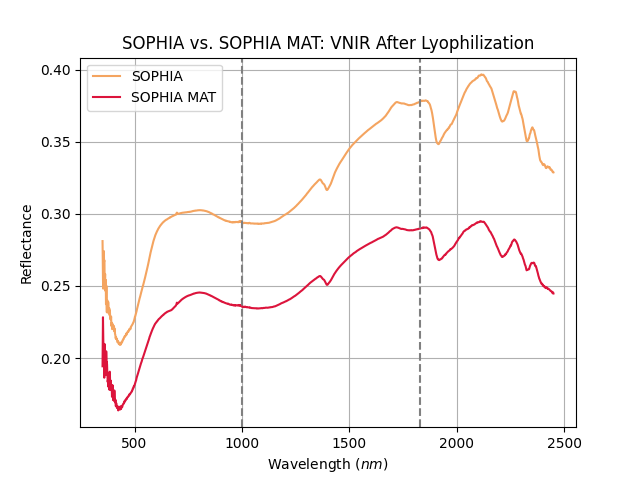 SOPHIA vs. SOPHIA MAT: VNIR After Lyophilization
SOPHIA
SOPHIA MAT
0.40
0.35
0.30
0.25
0.20
Reflectance
500
1000
1500
2000
2500
Wavelength (nm)